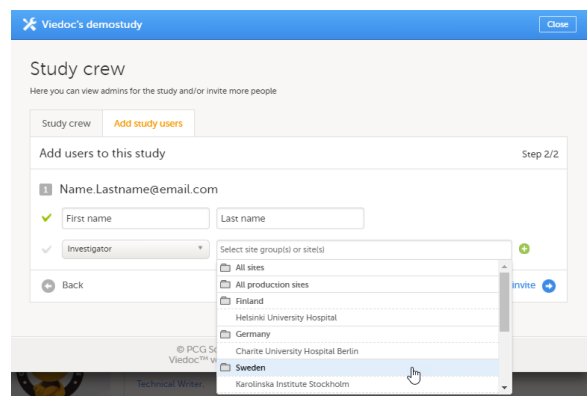 Viedoc's demostudy
Close
Study crew
Here you can view admins for the study and/or invite more people
Study crew
Add study users
Add users to this study
Step 2/2
1 Name.Lastname@email.com
First name
Last name
Investigator
Select site group(s) or site(s)
All sites
All production sites
Finland
Helsinki University Hospital
Germany
Charite University Hospital Berlin
Sweden
Karolinska Institute Stockholm
Back
invite
© PCG
Viedoc™
Technical Writer.